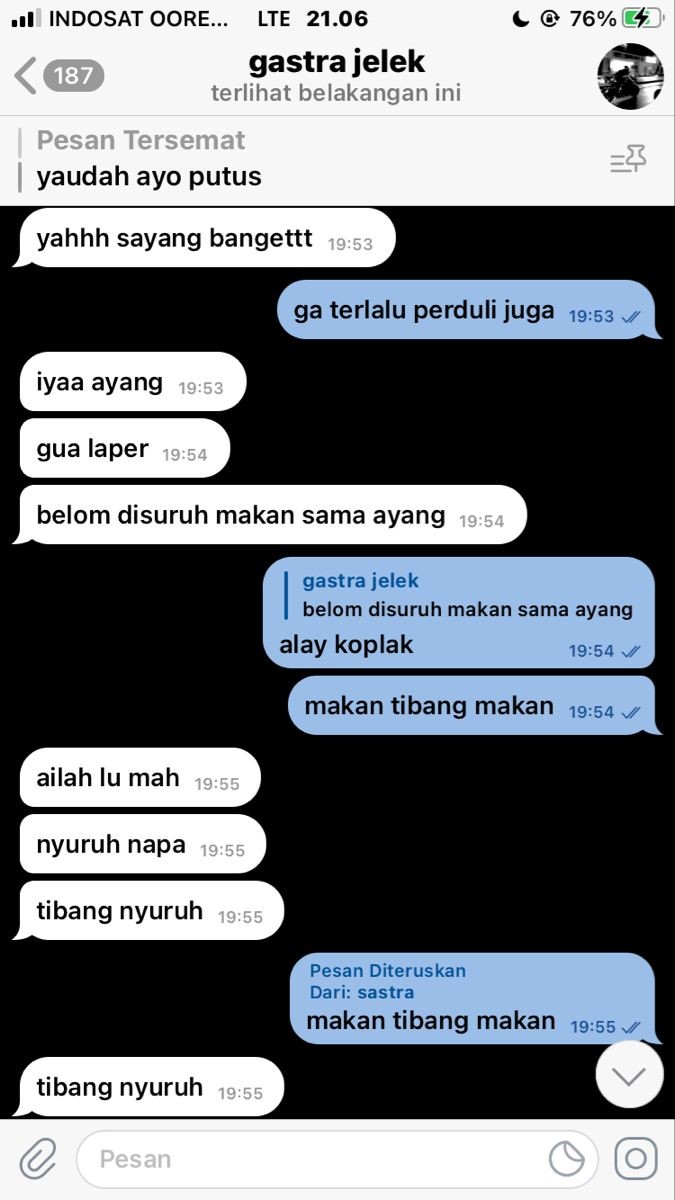 INDOSAT OORE... LTE 21.06 76%
187
gastra jelek
terlihat belakangan ini
Pesan Tersemat
yaudah ayo putus
yahhh sayang bangettt 19:53
ga terlalu perduli juga 19:53
iyaa ayang 19:53
gua laper 19:54
belom disuruh makan sama ayang 19:54
gastra jelek
belom disuruh makan sama ayang
alay koplak 19:54
makan tibang makan 19:54
ailah lu mah 19:55
nyuruh napa 19:55
tibang nyuruh 19:55
Pesan Diteruskan
Dari: sastra
makan tibang makan 19:55
tibang nyuruh 19:55
Pesan